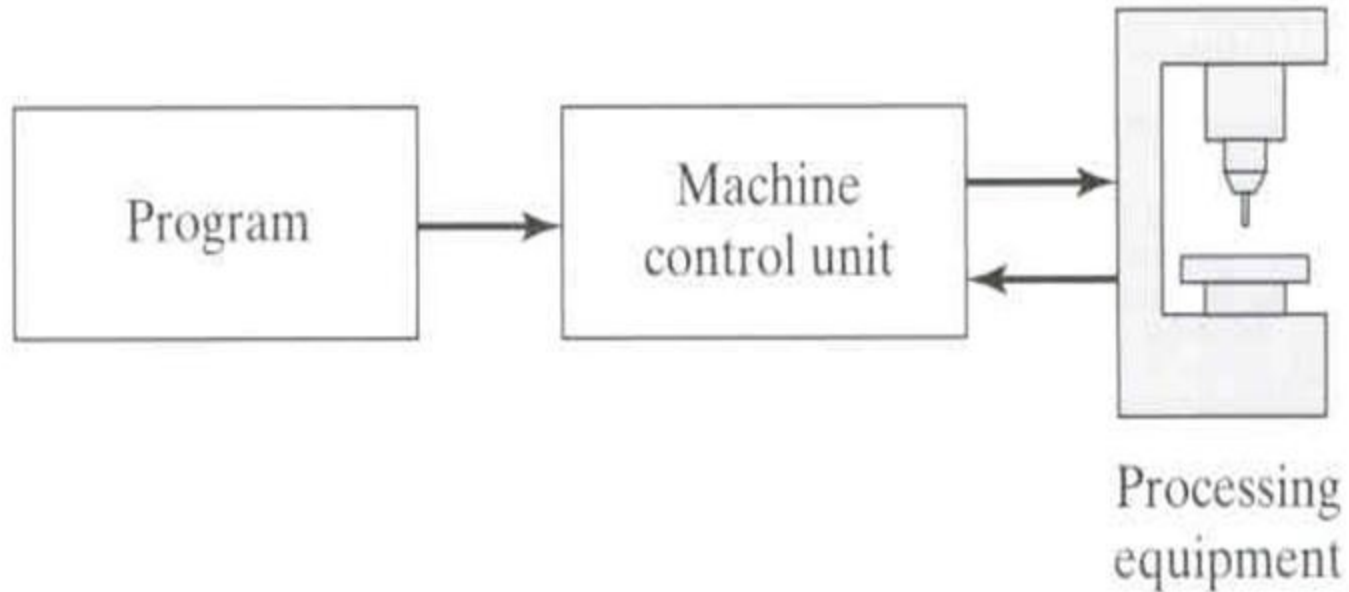 Program
Machine
control unit
Processing
equipment